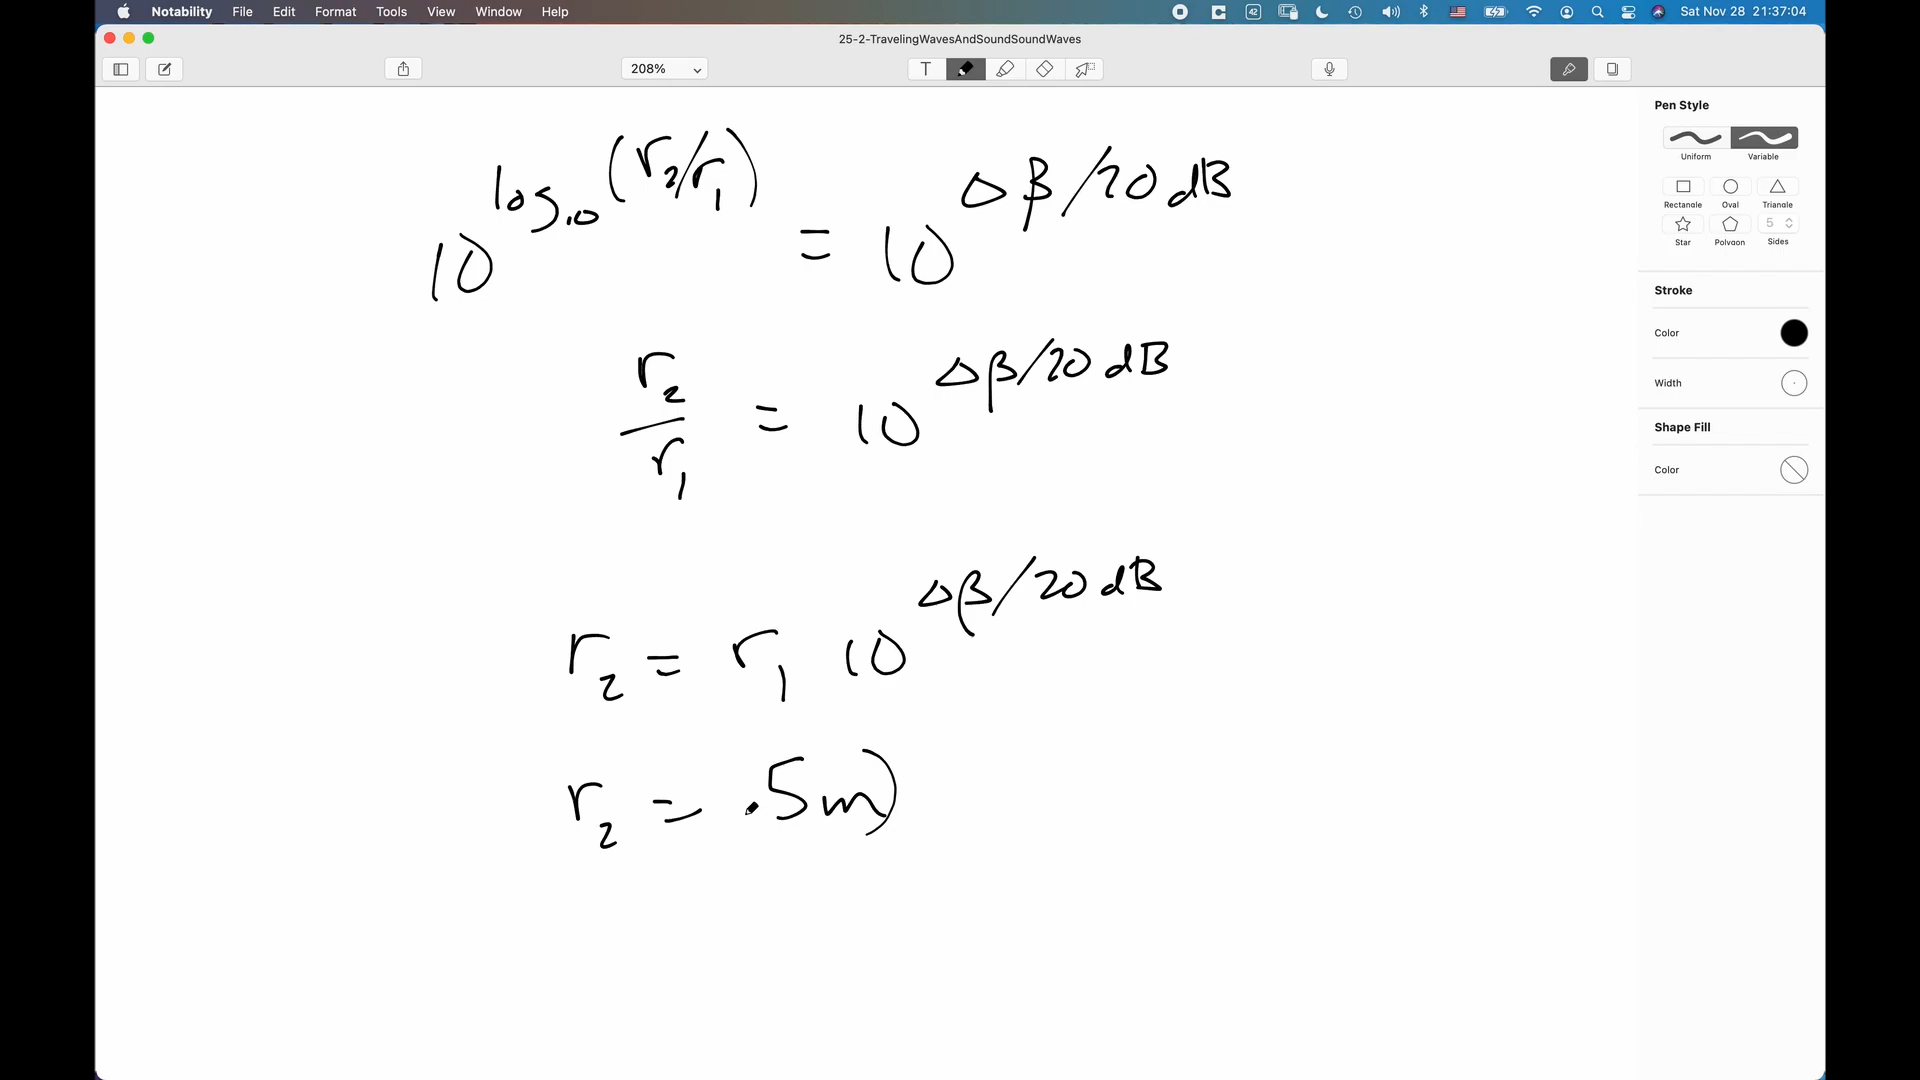 Notability File Edit Format Tools View Window Help 42 Sat Nov 28 21:37:04
25-2-TravelingWavesAndSoundSoundWaves
208% T
Pen Style
Uniform Variable
Rectangle Oval Triangle
5
Star Polygon Sides
Stroke
Color
Width
Shape Fill
Color
10^log₁₀(r₂/r₁) = 10^Δβ/20 dB
r₂/r₁ = 10^Δβ/20 dB
r₂ = r₁ 10^Δβ/20 dB
r₂ = .5m)